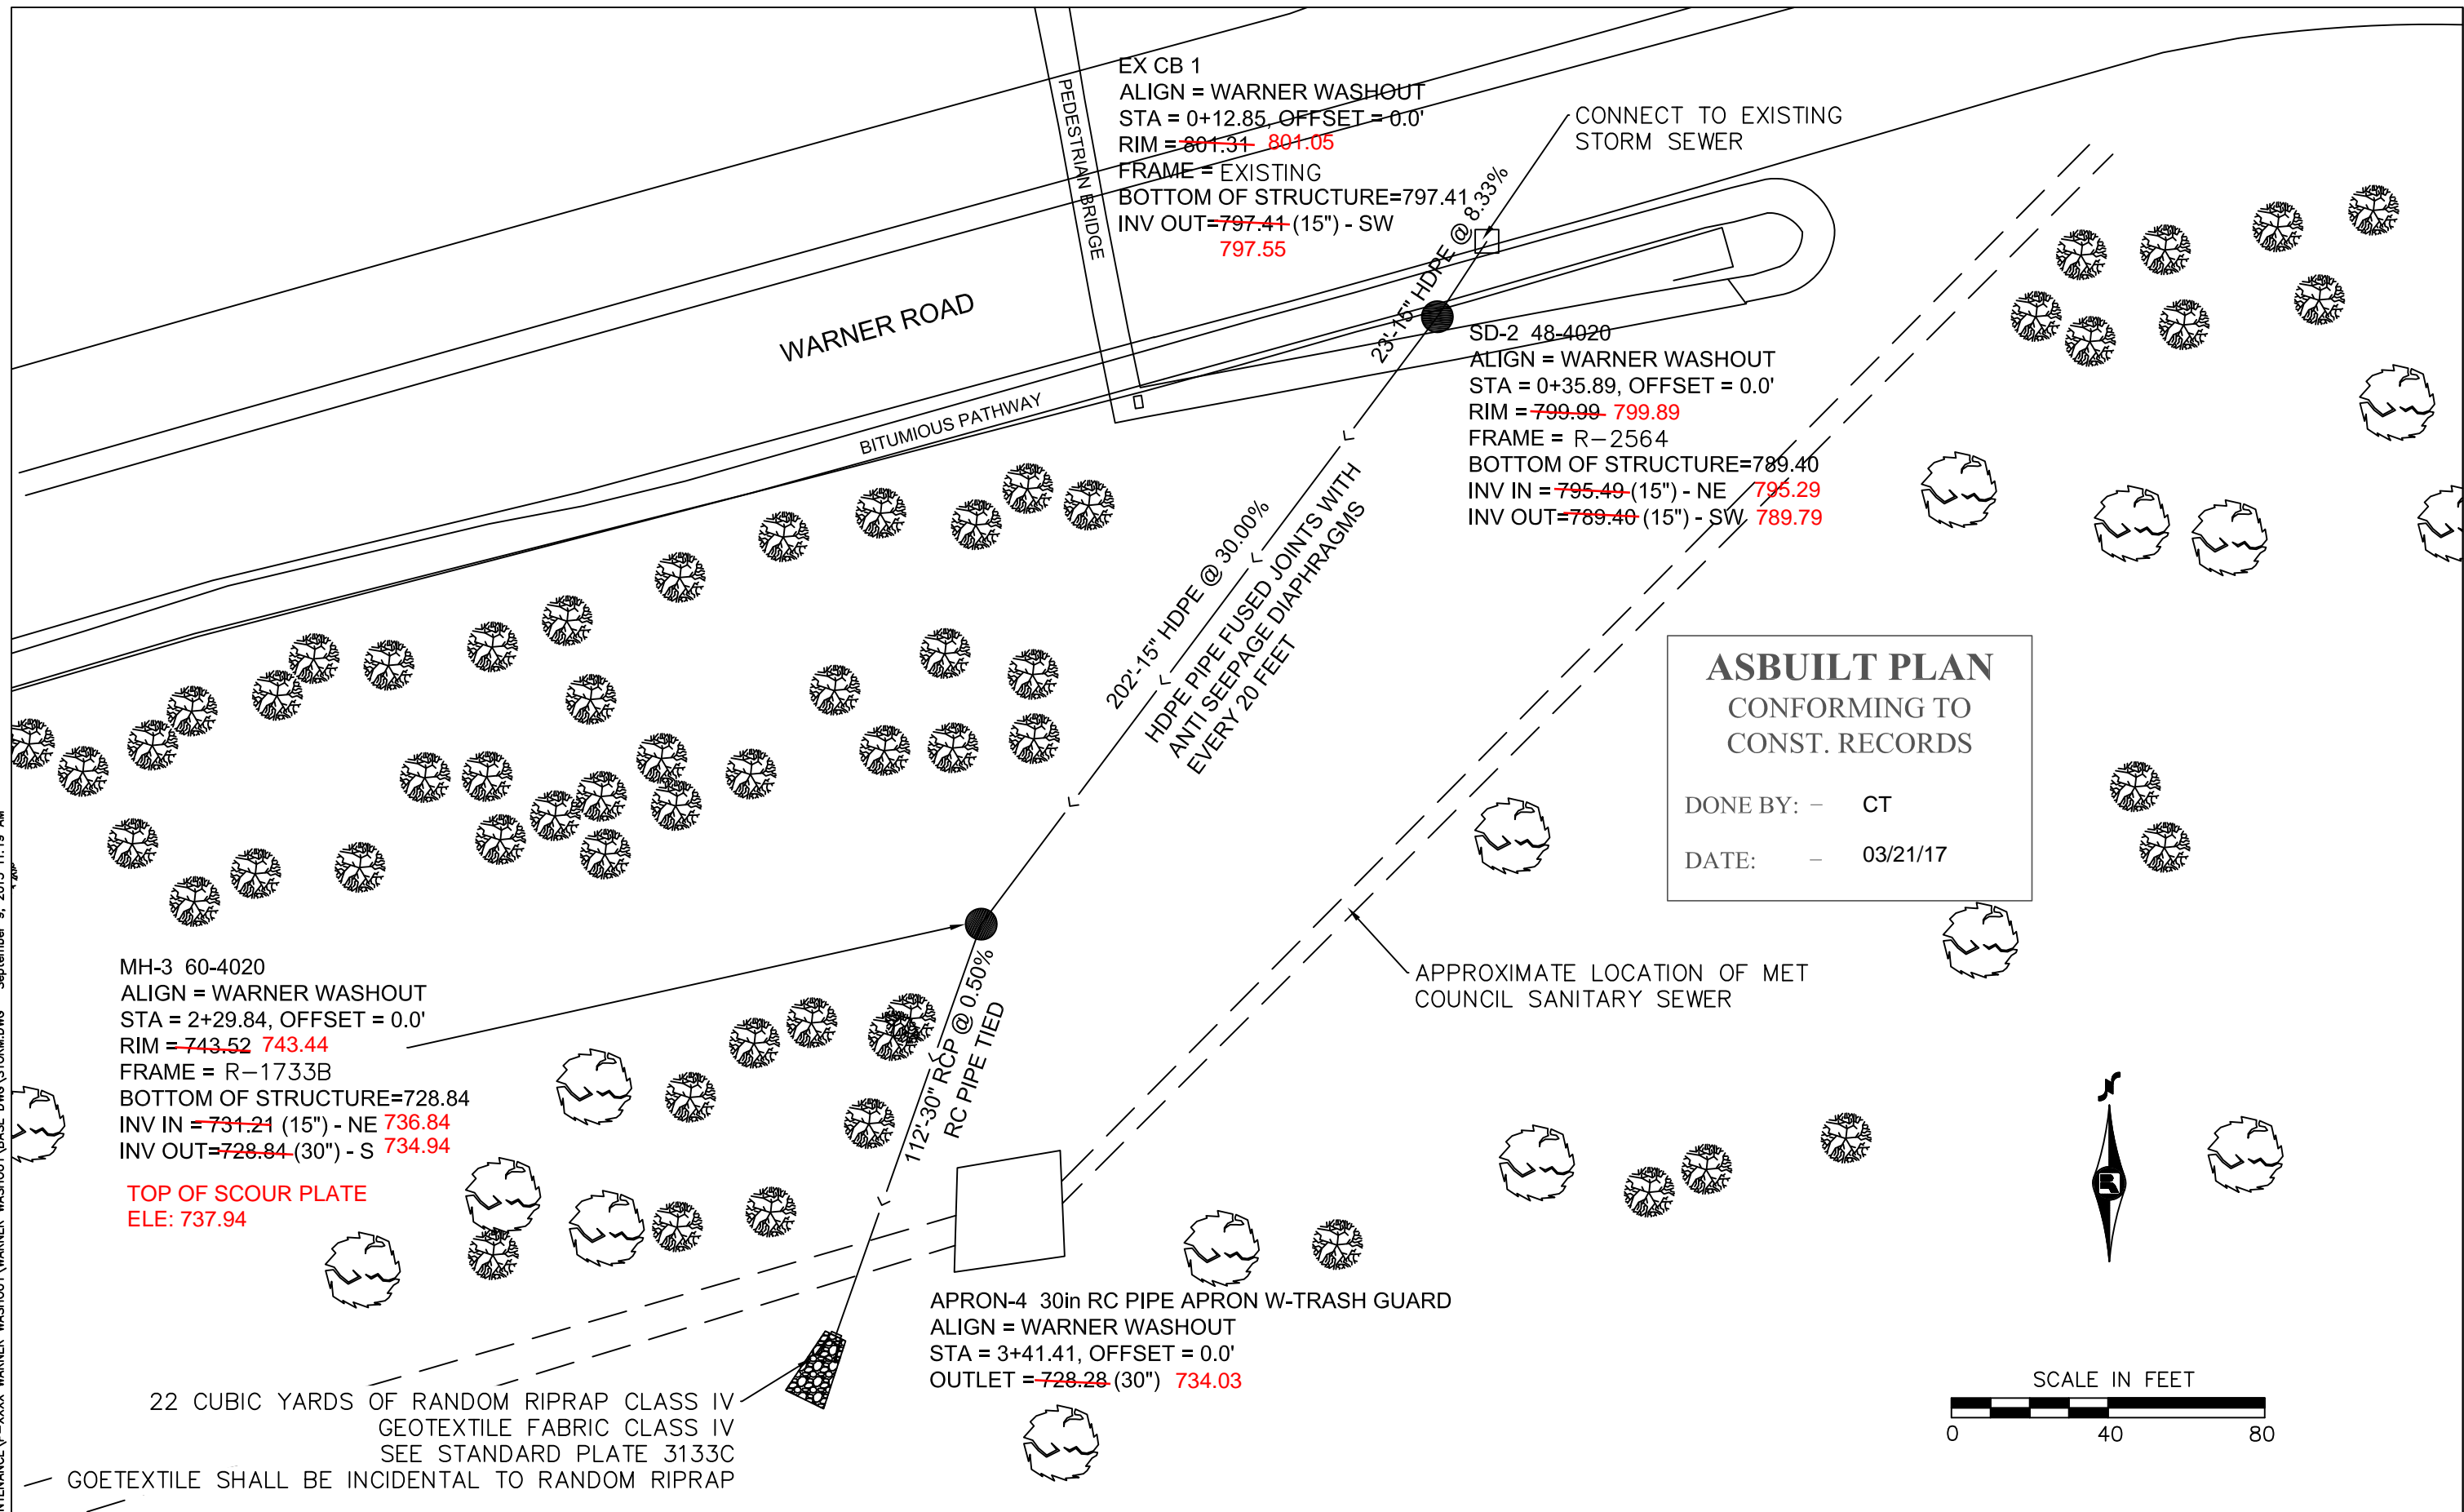 EX CB 1
ALIGN = WARNER WASHOUT
STA = 0+12.85, OFFSET = 0.0'
RIM = 801.31 801.05
FRAME = EXISTING
BOTTOM OF STRUCTURE=797.41
INV OUT=797.41 (15") - SW
797.55
PEDESTRIAN BRIDGE
CONNECT TO EXISTING
STORM SEWER
23'-15" HDPE @ 8.33%
WARNER ROAD
BITUMIOUS PATHWAY
SD-2 48-4020
ALIGN = WARNER WASHOUT
STA = 0+35.89, OFFSET = 0.0'
RIM = 799.99 799.89
FRAME = R-2564
BOTTOM OF STRUCTURE=789.40
INV IN = 795.49 (15") - NE 795.29
INV OUT=789.40 (15") - SW 789.79
202'-15" HDPE @ 30.00%
HDPE PIPE FUSED JOINTS WITH
ANTI SEEPAGE DIAPHRAGMS
EVERY 20 FEET
ASBUILT PLAN
CONFORMING TO
CONST. RECORDS
DONE BY: - CT
DATE: - 03/21/17
MH-3 60-4020
ALIGN = WARNER WASHOUT
STA = 2+29.84, OFFSET = 0.0'
RIM = 743.52 743.44
FRAME = R-1733B
BOTTOM OF STRUCTURE=728.84
INV IN = 731.21 (15") - NE 736.84
INV OUT=728.84 (30") - S 734.94
TOP OF SCOUR PLATE
ELE: 737.94
112'-30" RCP @ 0.50%
RC PIPE TIED
APPROXIMATE LOCATION OF MET
COUNCIL SANITARY SEWER
N
APRON-4 30in RC PIPE APRON W-TRASH GUARD
ALIGN = WARNER WASHOUT
STA = 3+41.41, OFFSET = 0.0'
OUTLET = 728.28 (30") 734.03
22 CUBIC YARDS OF RANDOM RIPRAP CLASS IV
GEOTEXTILE FABRIC CLASS IV
SEE STANDARD PLATE 3133C
GOETEXTILE SHALL BE INCIDENTAL TO RANDOM RIPRAP
SCALE IN FEET
0 40 80